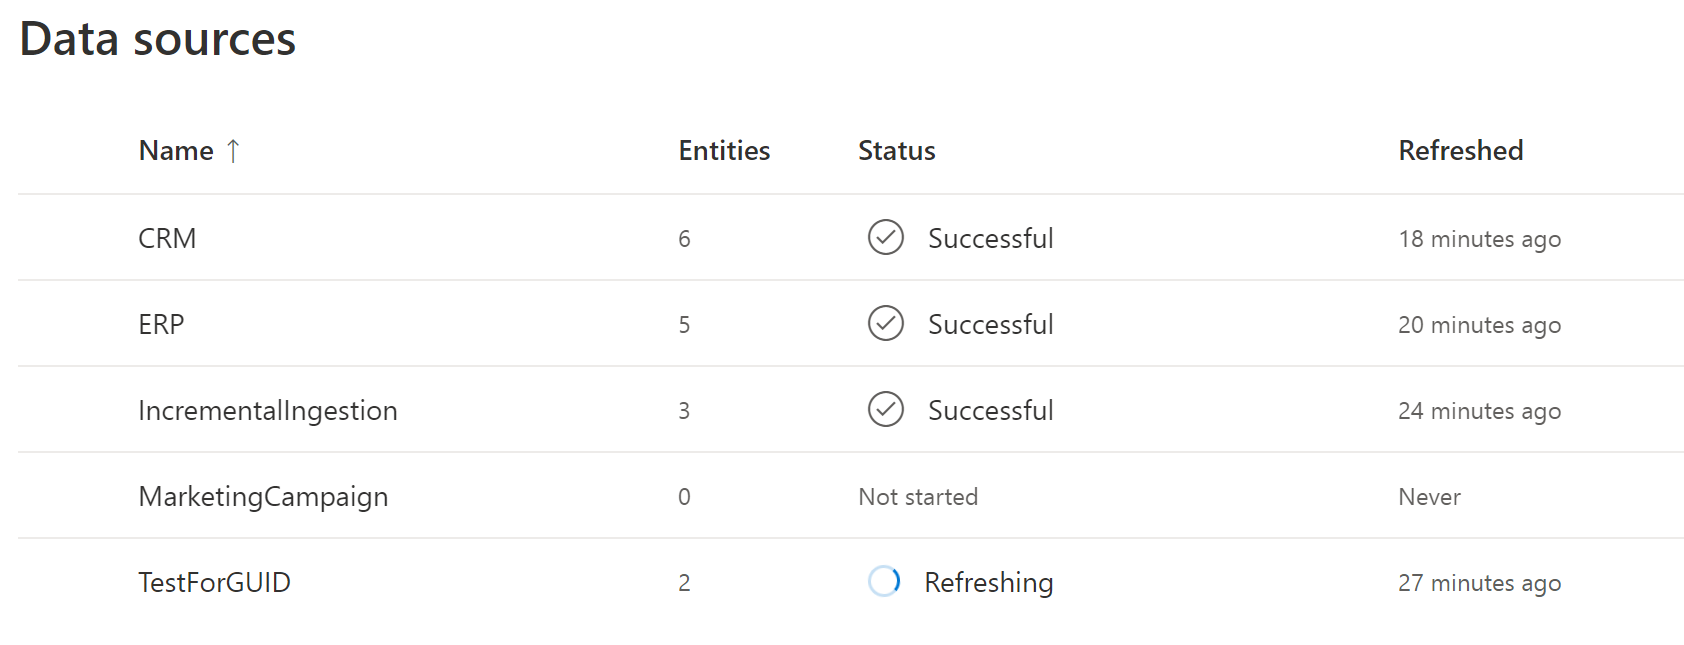 Data sources
Name ↑ Entities Status Refreshed
CRM 6 Successful 18 minutes ago
ERP 5 Successful 20 minutes ago
IncrementalIngestion 3 Successful 24 minutes ago
MarketingCampaign 0 Not started Never
TestForGUID 2 Refreshing 27 minutes ago